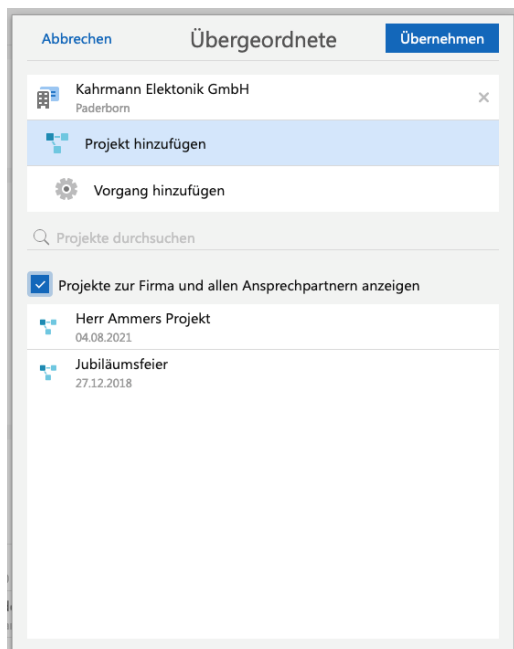 Abbrechen Übergeordnete Übernehmen
Kahrmann Elektonik GmbH
Paderborn
Projekt hinzufügen
Vorgang hinzufügen
Projekte durchsuchen
Projekte zur Firma und allen Ansprechpartnern anzeigen
Herr Ammers Projekt
04.08.2021
Jubiläumsfeier
27.12.2018